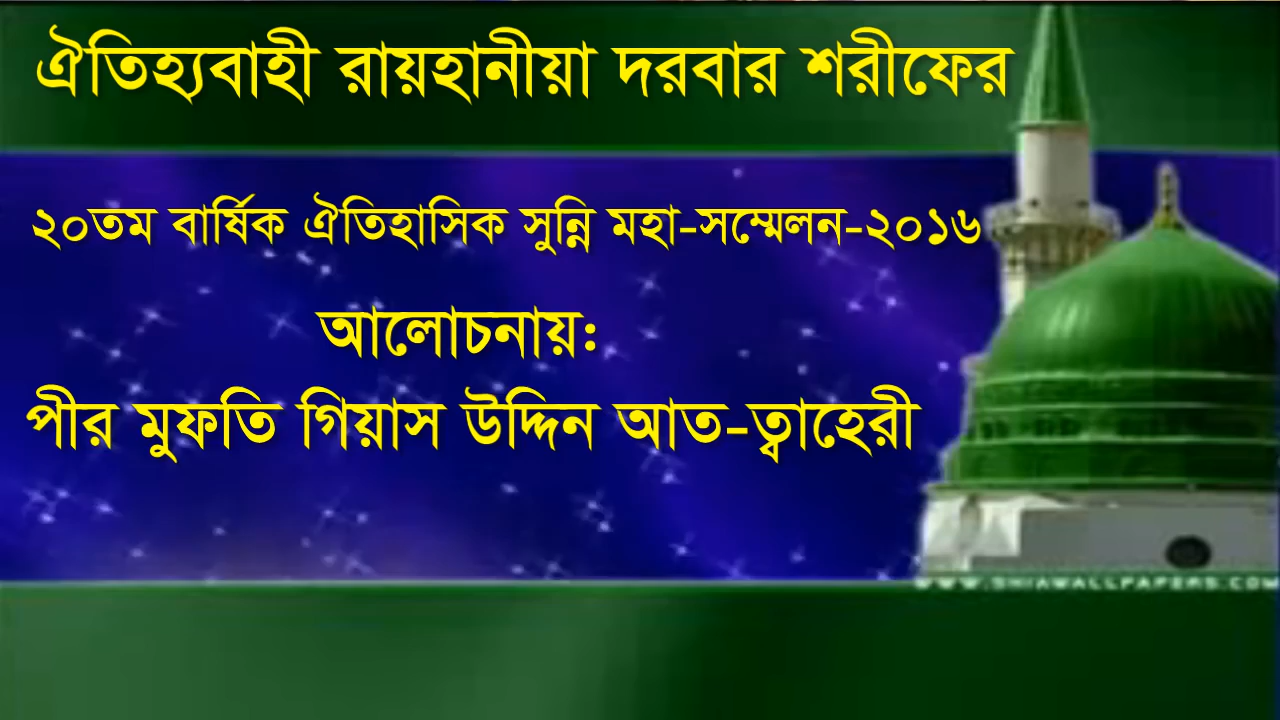 ঐতিহ্যবাহী রায়হানীয়া দরবার শরীফের
২০তম বার্ষিক ঐতিহাসিক সুন্নি মহা-সম্মেলন-২০১৬
আলোচনায়:
পীর মুফতি গিয়াস উদ্দিন আত-ত্বাহেরী
WWW.SHIAWALLPAPERS.COM